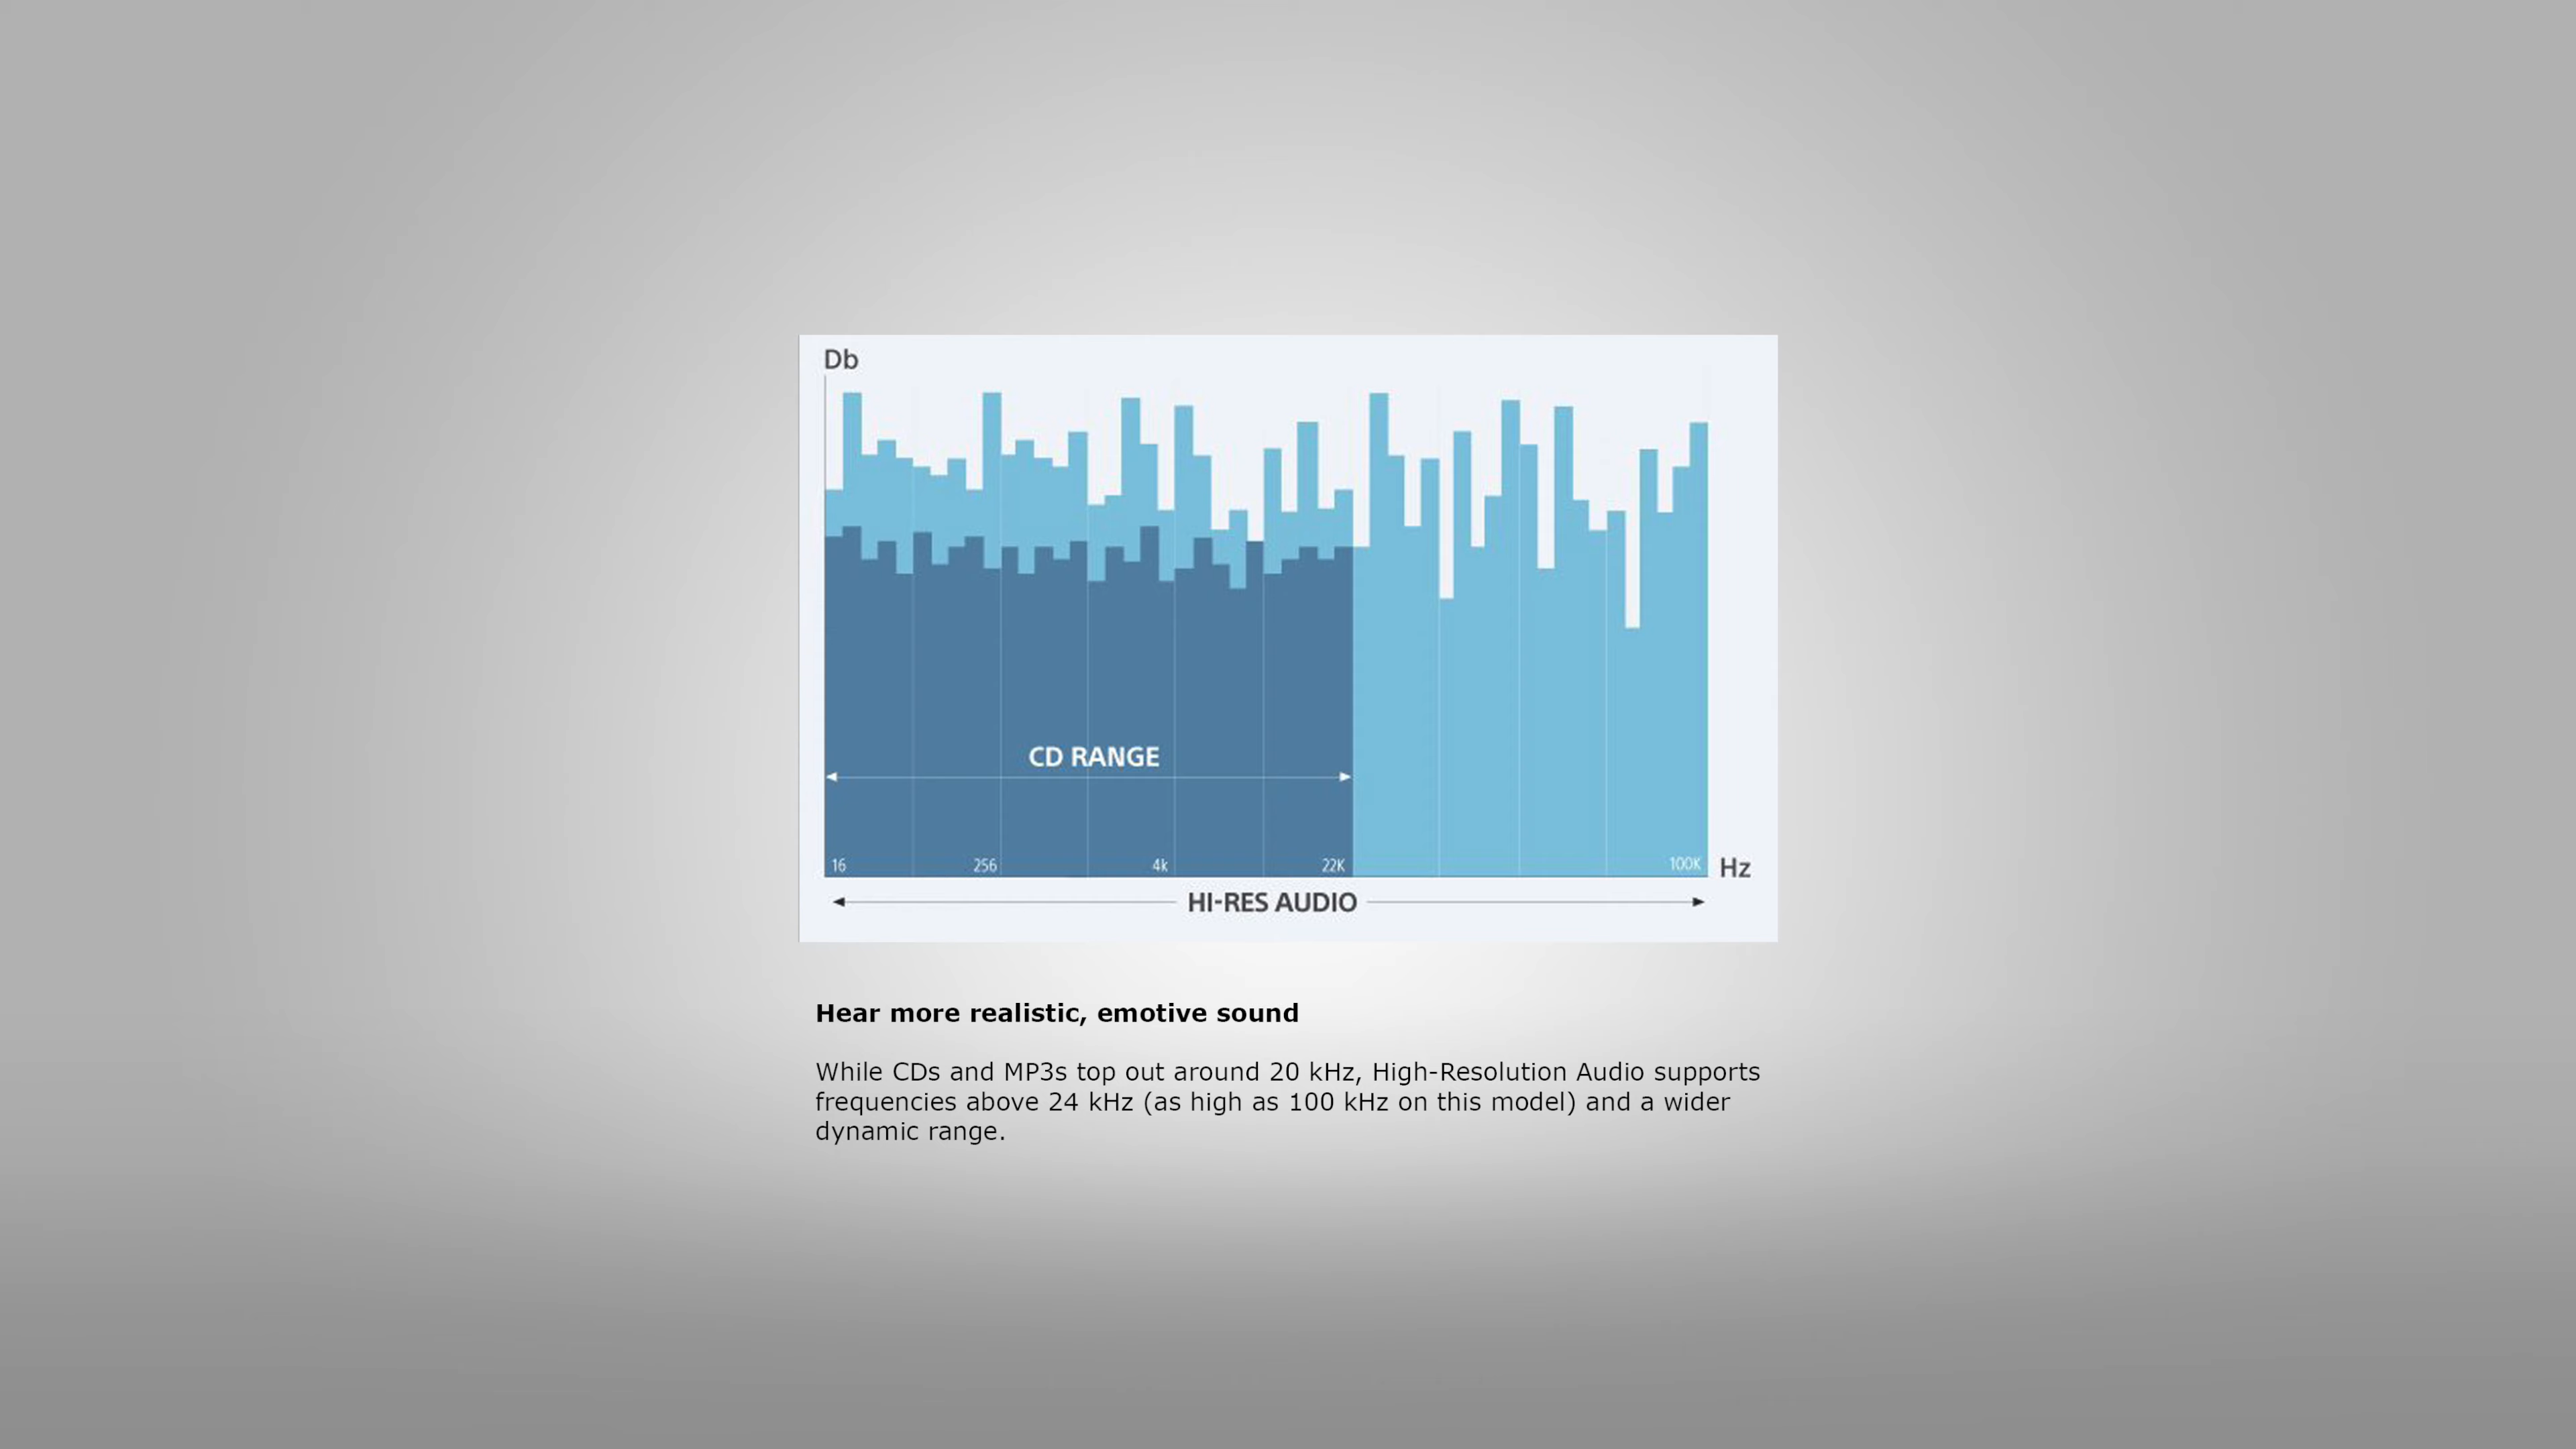 Db
CD RANGE
16 256 4k 22K 100K Hz
HI-RES AUDIO
Hear more realistic, emotive sound
While CDs and MP3s top out around 20 kHz, High-Resolution Audio supports
frequencies above 24 kHz (as high as 100 kHz on this model) and a wider
dynamic range.